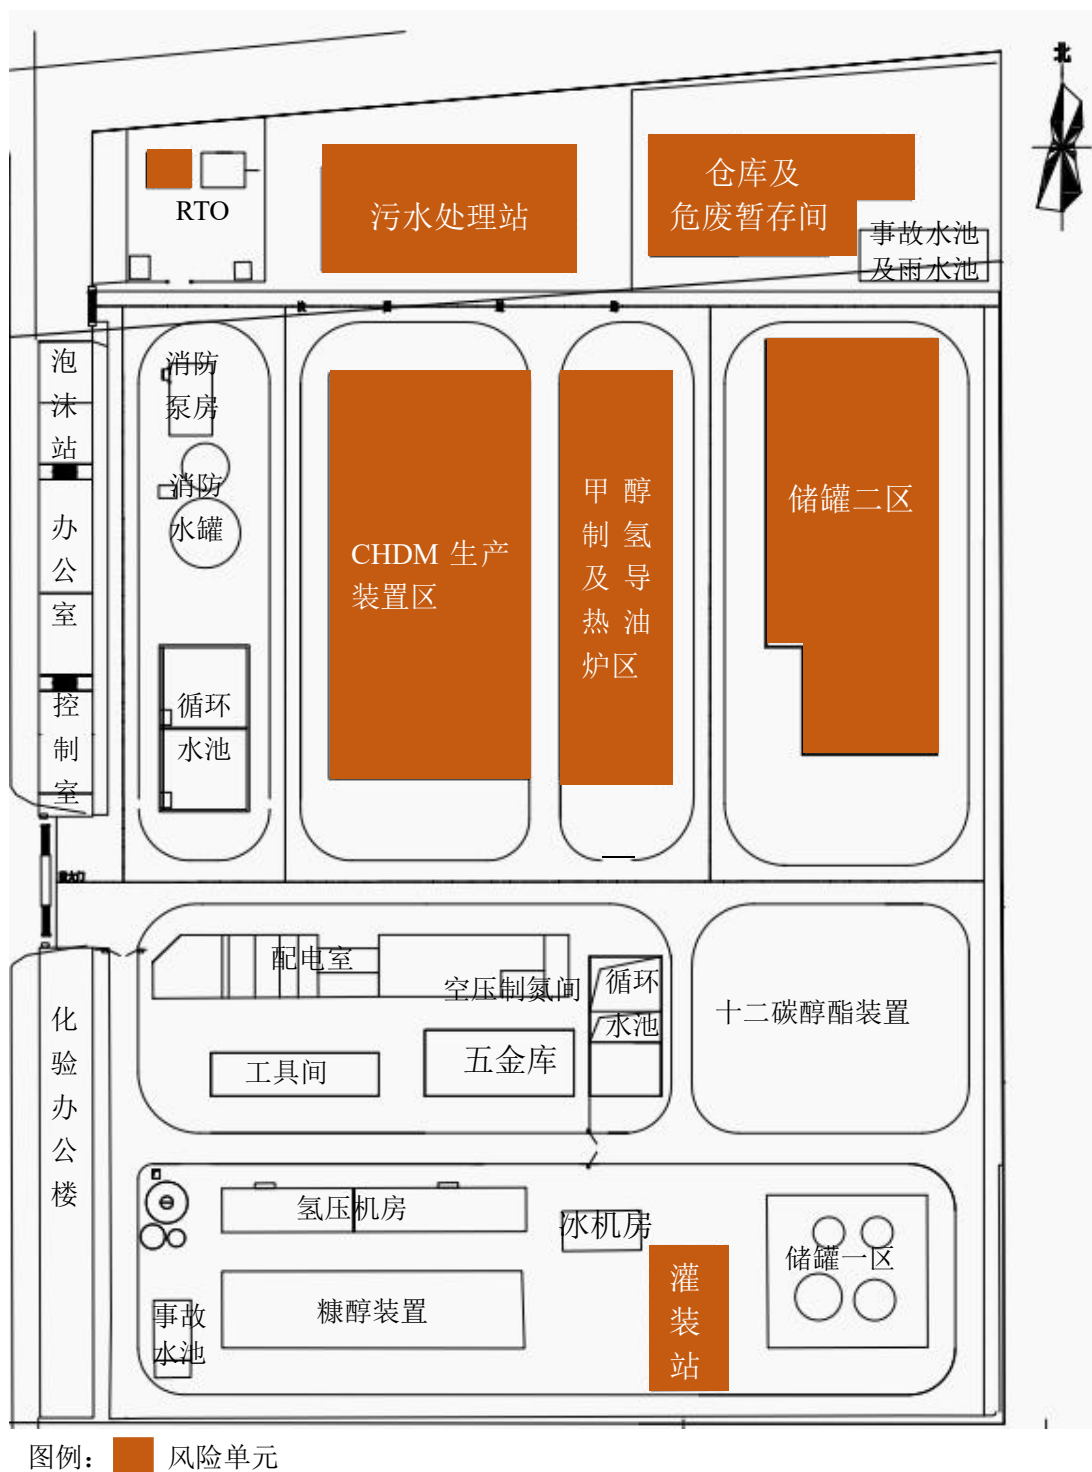 北
RTO
污水处理站
仓库及
危废暂存间
事故水池
及雨水池
泡
沫
站
办
公
室
控
制
室
消防
泵房
消防
水罐
循环
水池
CHDM 生产
装置区
甲 醇
制 氢
及 导
热 油
炉区
储罐二区
配电室
空压制氮间
循环
水池
工具间
五金库
十二碳醇酯装置
化
验
办
公
楼
氢压机房
冰机房
储罐一区
灌
装
站
事故
水池
糠醇装置
图例：
风险单元